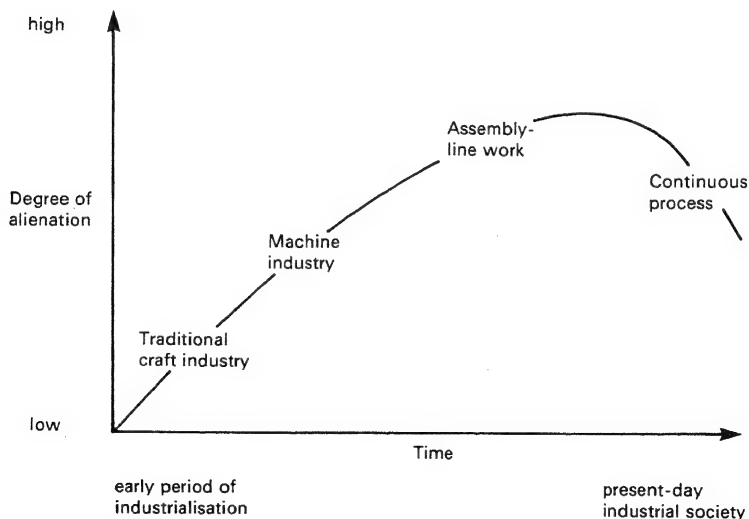 high
Assembly-
line work
Continuous
process
Degree of
alienation
Machine
industry
Traditional
craft industry
low
Time
early period of
industrialisation
present-day
industrial society